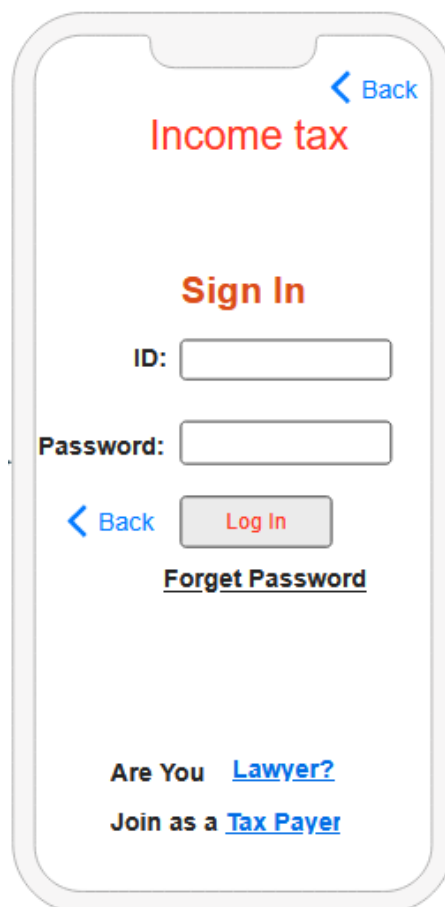 Back
Income tax
Sign In
ID:
Password:
Back Log In
Forget Password
Are You Lawyer?
Join as a Tax Payer